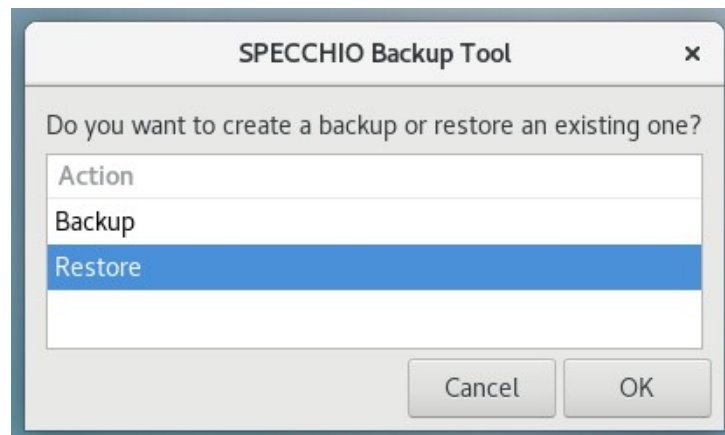 SPECCHIO Backup Tool ×
Do you want to create a backup or restore an existing one?
Action
Backup
Restore
Cancel OK